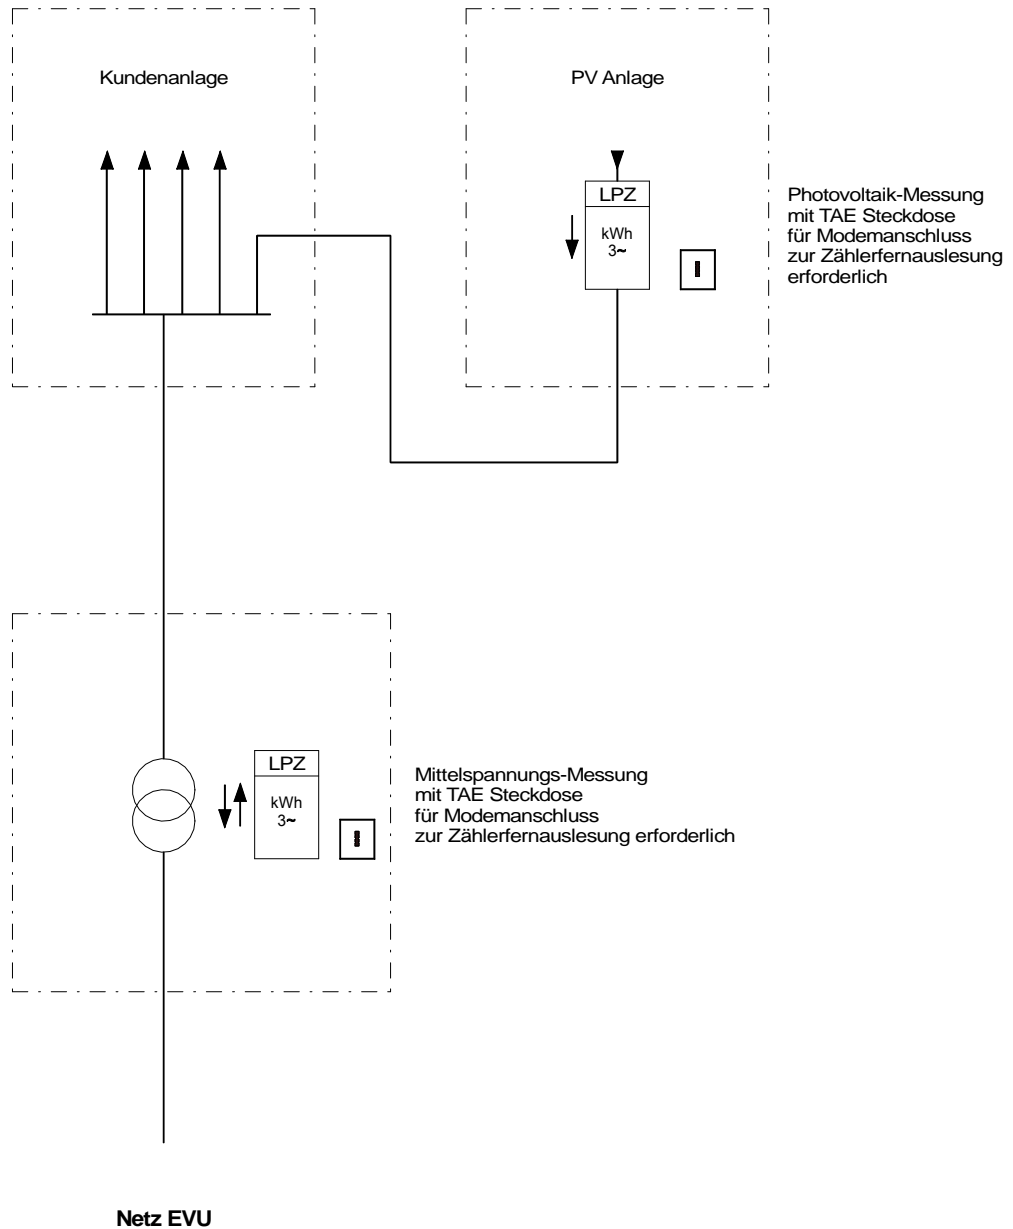 Kundenanlage
PV Anlage
LPZ
kWh
3~
Photovoltaik-Messung
mit TAE Steckdose
für Modemanschluss
zur Zählerfernauslesung
erforderlich
LPZ
kWh
3~
Mittelspannungs-Messung
mit TAE Steckdose
für Modemanschluss
zur Zählerfernauslesung erforderlich
Netz EVU